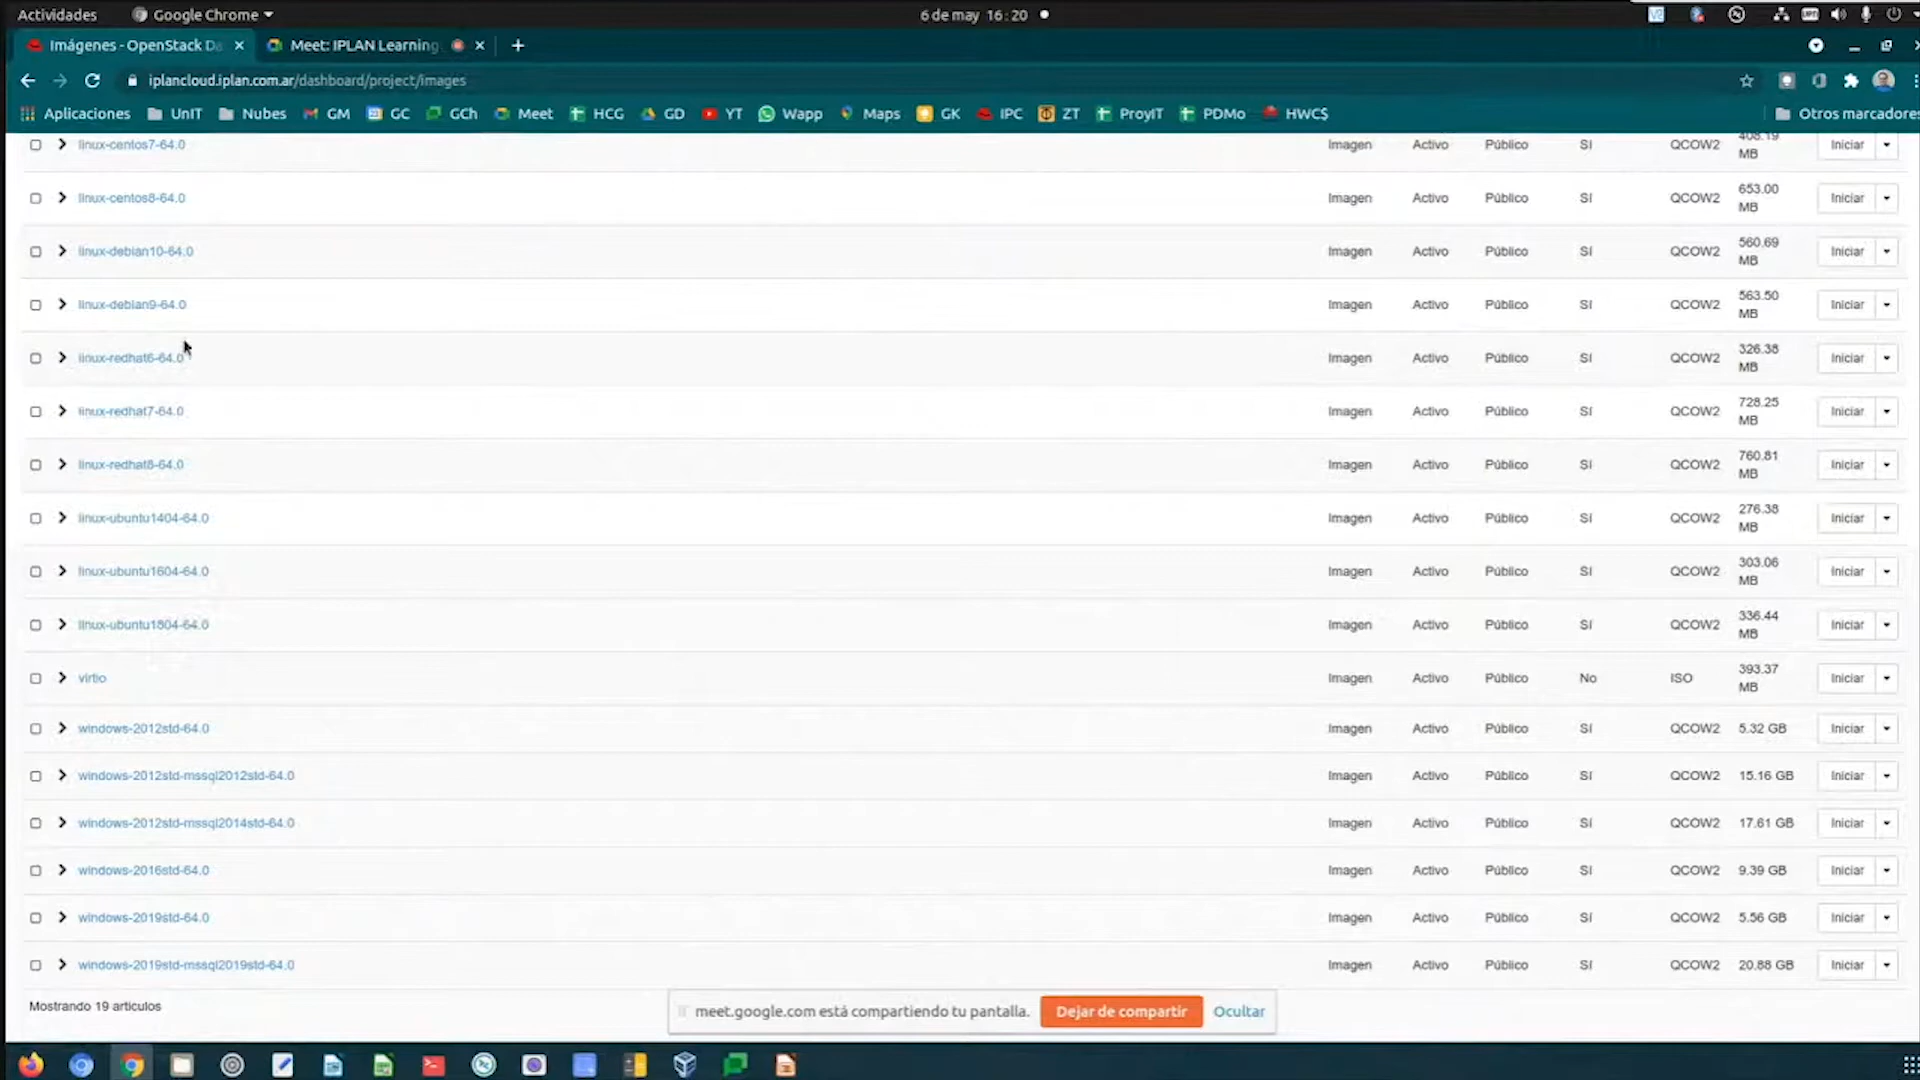 Actividades Google Chrome 6 de may 16:20
Imágenes - OpenStack Da Meet: IPLAN Learning
iplancloud.iplan.com.ar/dashboard/project/images
Aplicaciones UnIT Nubes GM GC GCh Meet HCG GD YT Wapp Maps GK IPC ZT ProyIT PDMo HWC$ Otros marcadores
linux-centos7-64.0 Imagen Activo Público Sí QCOW2 408.19 MB Iniciar
linux-centos8-64.0 Imagen Activo Público Sí QCOW2 653.00 MB Iniciar
linux-debian10-64.0 Imagen Activo Público Sí QCOW2 560.69 MB Iniciar
linux-debian9-64.0 Imagen Activo Público Sí QCOW2 563.50 MB Iniciar
linux-redhat6-64.0 Imagen Activo Público Sí QCOW2 326.38 MB Iniciar
linux-redhat7-64.0 Imagen Activo Público Sí QCOW2 728.25 MB Iniciar
linux-redhat8-64.0 Imagen Activo Público Sí QCOW2 760.81 MB Iniciar
linux-ubuntu1404-64.0 Imagen Activo Público Sí QCOW2 276.38 MB Iniciar
linux-ubuntu1604-64.0 Imagen Activo Público Sí QCOW2 303.06 MB Iniciar
linux-ubuntu1804-64.0 Imagen Activo Público Sí QCOW2 336.44 MB Iniciar
virtio Imagen Activo Público No ISO 393.37 MB Iniciar
windows-2012std-64.0 Imagen Activo Público Sí QCOW2 5.32 GB Iniciar
windows-2012std-mssql2012std-64.0 Imagen Activo Público Sí QCOW2 15.16 GB Iniciar
windows-2012std-mssql2014std-64.0 Imagen Activo Público Sí QCOW2 17.61 GB Iniciar
windows-2016std-64.0 Imagen Activo Público Sí QCOW2 9.39 GB Iniciar
windows-2019std-64.0 Imagen Activo Público Sí QCOW2 5.56 GB Iniciar
windows-2019std-mssql2019std-64.0 Imagen Activo Público Sí QCOW2 20.88 GB Iniciar
Mostrando 19 artículos
meet.google.com está compartiendo tu pantalla. Dejar de compartir Ocultar